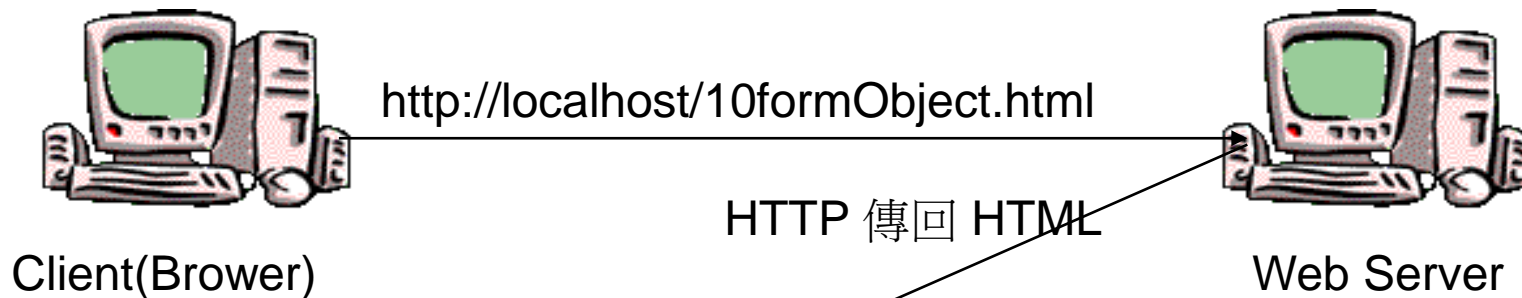 http://localhost/10formObject.html
HTTP 傳回 HTML
Client(Brower)
Web Server